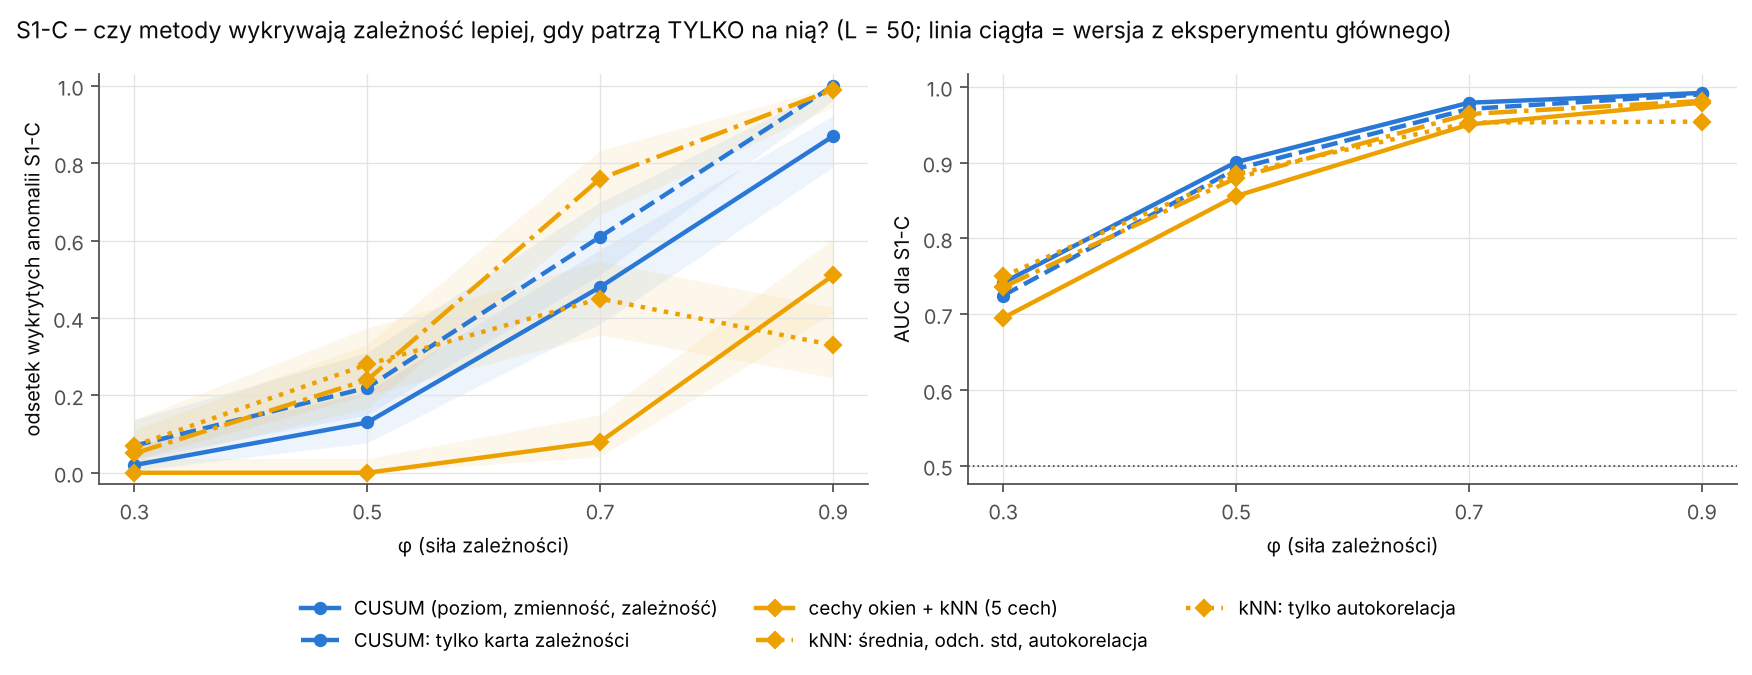 S1-C – czy metody wykrywają zależność lepiej, gdy patrzą TYLKO na nią? (L = 50; linia ciągła = wersja z eksperymentu głównego)
odsetek wykrytych anomalii S1-C
1.0
0.8
0.6
0.4
0.2
0.0
0.3
0.5
0.7
0.9
φ (siła zależności)
AUC dla S1-C
1.0
0.9
0.8
0.7
0.6
0.5
0.3
0.5
0.7
0.9
φ (siła zależności)
CUSUM (poziom, zmienność, zależność)
CUSUM: tylko karta zależności
cechy okien + kNN (5 cech)
kNN: średnia, odch. std, autokorelacja
kNN: tylko autokorelacja